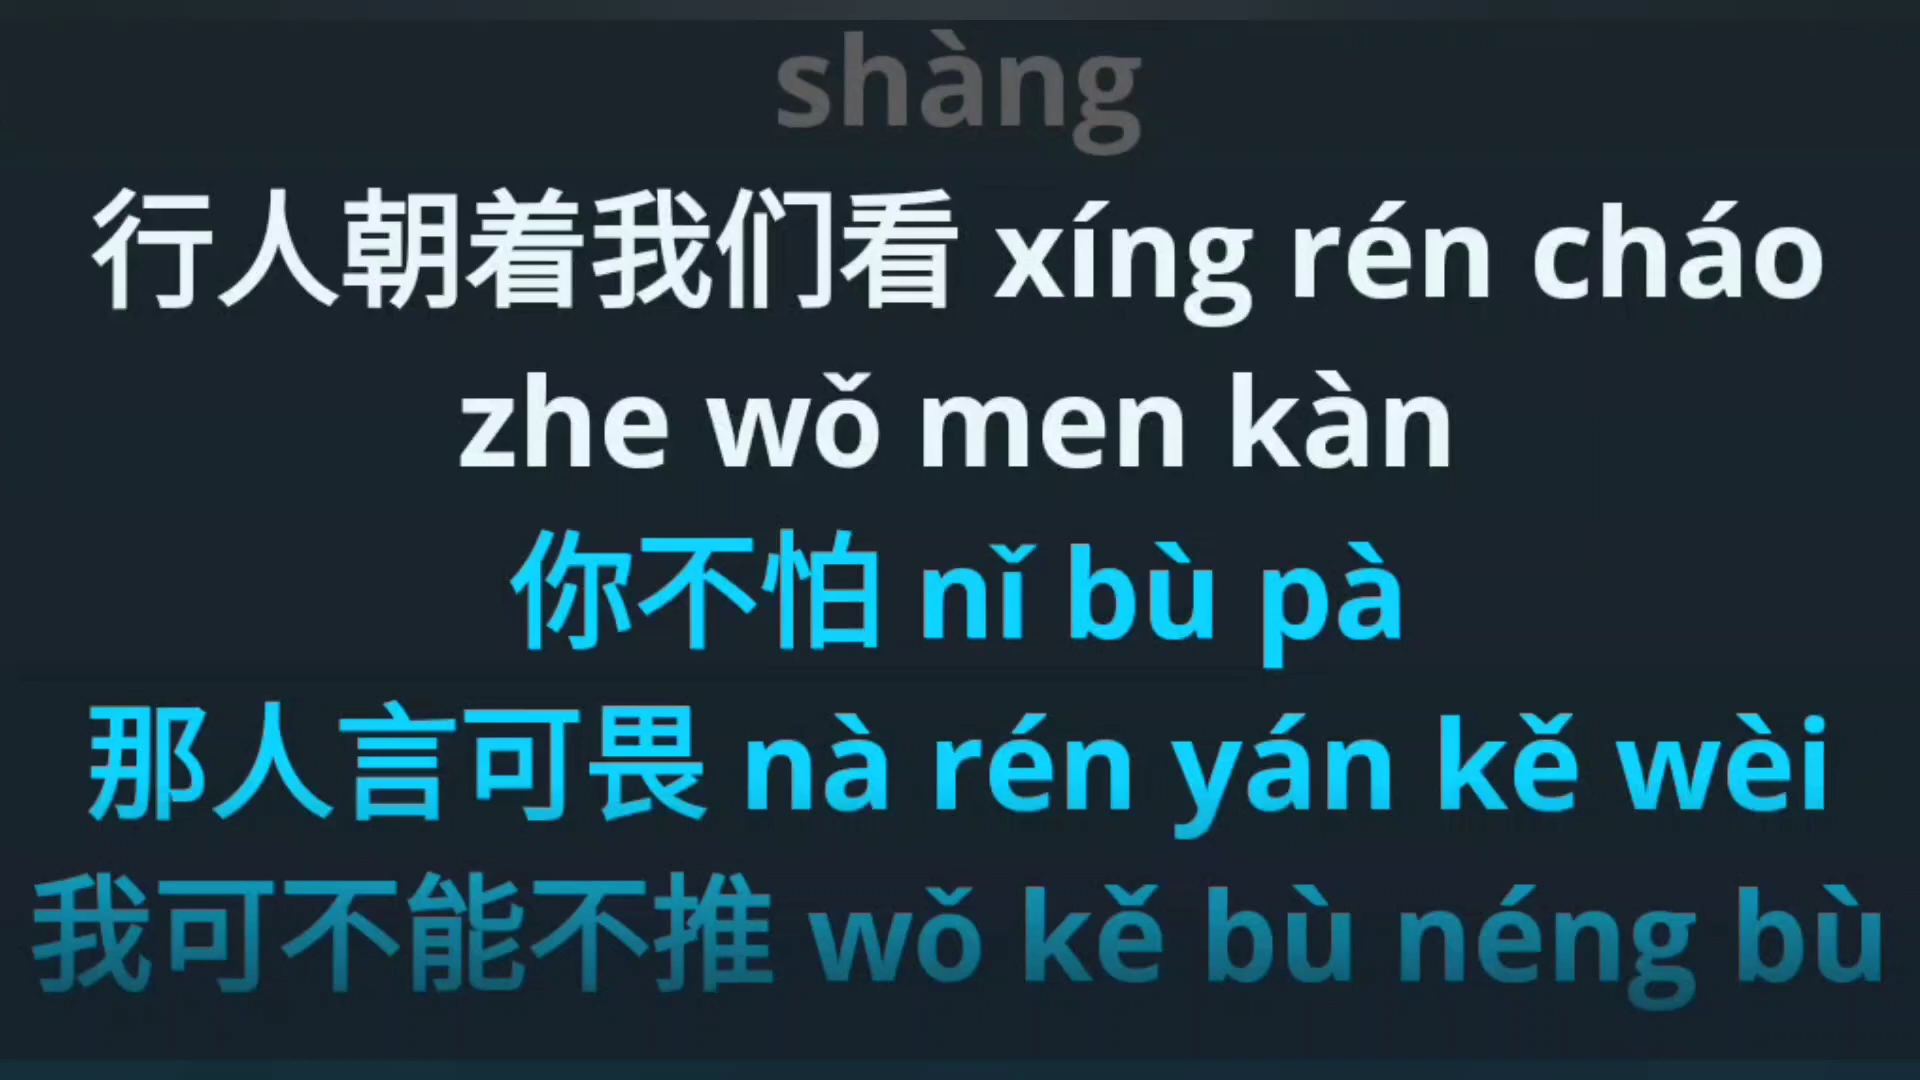 shàng
行人朝着我们看 xíng rén cháo
zhe wǒ men kàn
你不怕 nǐ bù pà
那人言可畏 nà rén yán kě wèi
我可不能不推 wǒ kě bù néng bù